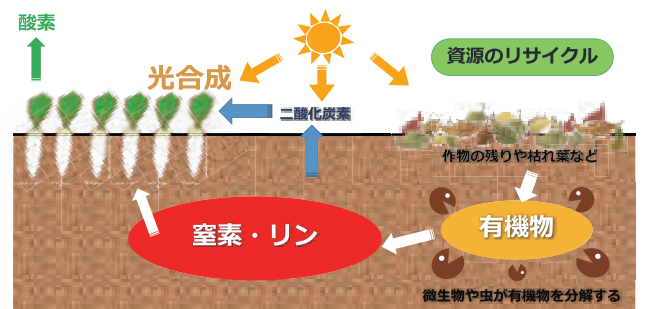 酸素
資源のリサイクル
光合成
二酸化炭素
作物の残りや枯れ葉など
窒素・リン
有機物
微生物や虫が有機物を分解する